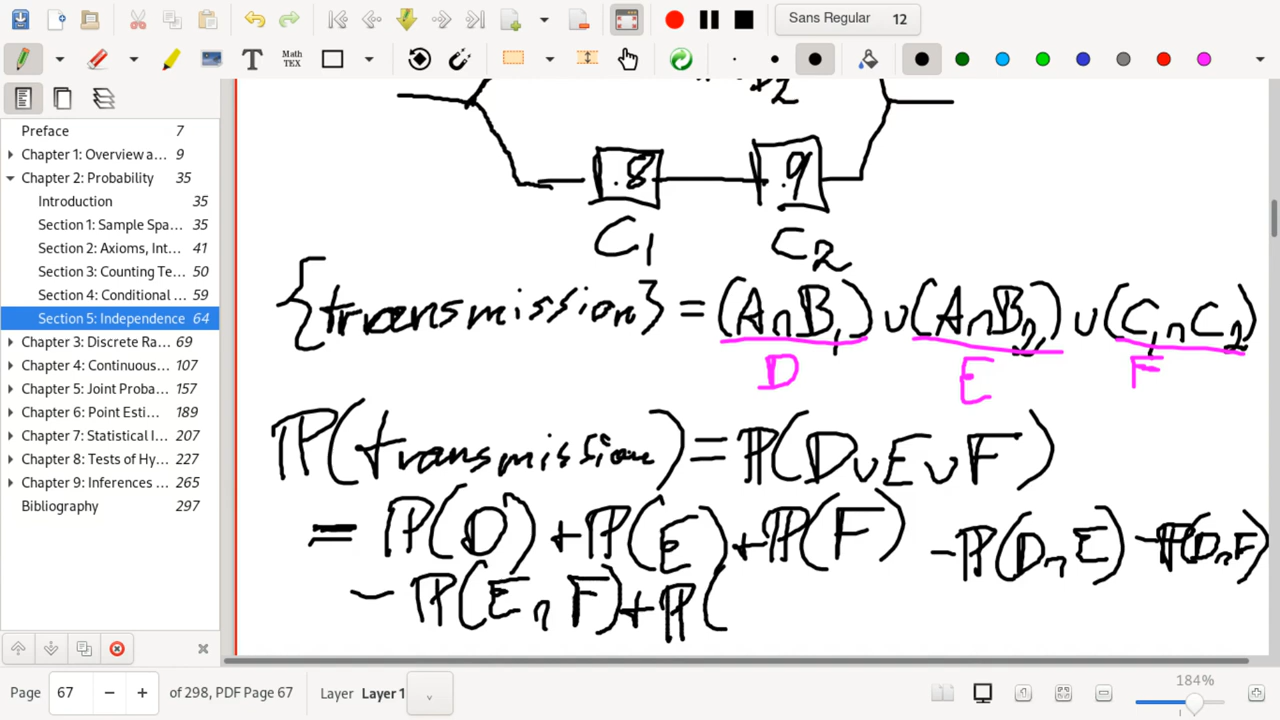 Sans Regular 12
Math
TEX
Preface 7
Chapter 1: Overview a... 9
Chapter 2: Probability 35
Introduction 35
Section 1: Sample Spa... 35
Section 2: Axioms, Int... 41
Section 3: Counting Te... 50
Section 4: Conditional ... 59
Section 5: Independence 64
Chapter 3: Discrete Ra... 69
Chapter 4: Continuous... 107
Chapter 5: Joint Proba... 157
Chapter 6: Point Esti... 189
Chapter 7: Statistical I... 207
Chapter 8: Tests of Hy... 227
Chapter 9: Inferences ... 265
Bibliography 297
.8 .9
C₁ C₂
{transmission} = (A∩B₁) ∪ (A∩B₂) ∪ (C₁∩C₂)
D E F
ℙ(transmission) = ℙ(D∪E∪F)
= ℙ(D) + ℙ(E) + ℙ(F) - ℙ(D∩E) - ℙ(D∩F)
- ℙ(E∩F) + ℙ(
Page 67 of 298, PDF Page 67 Layer Layer 1 184%